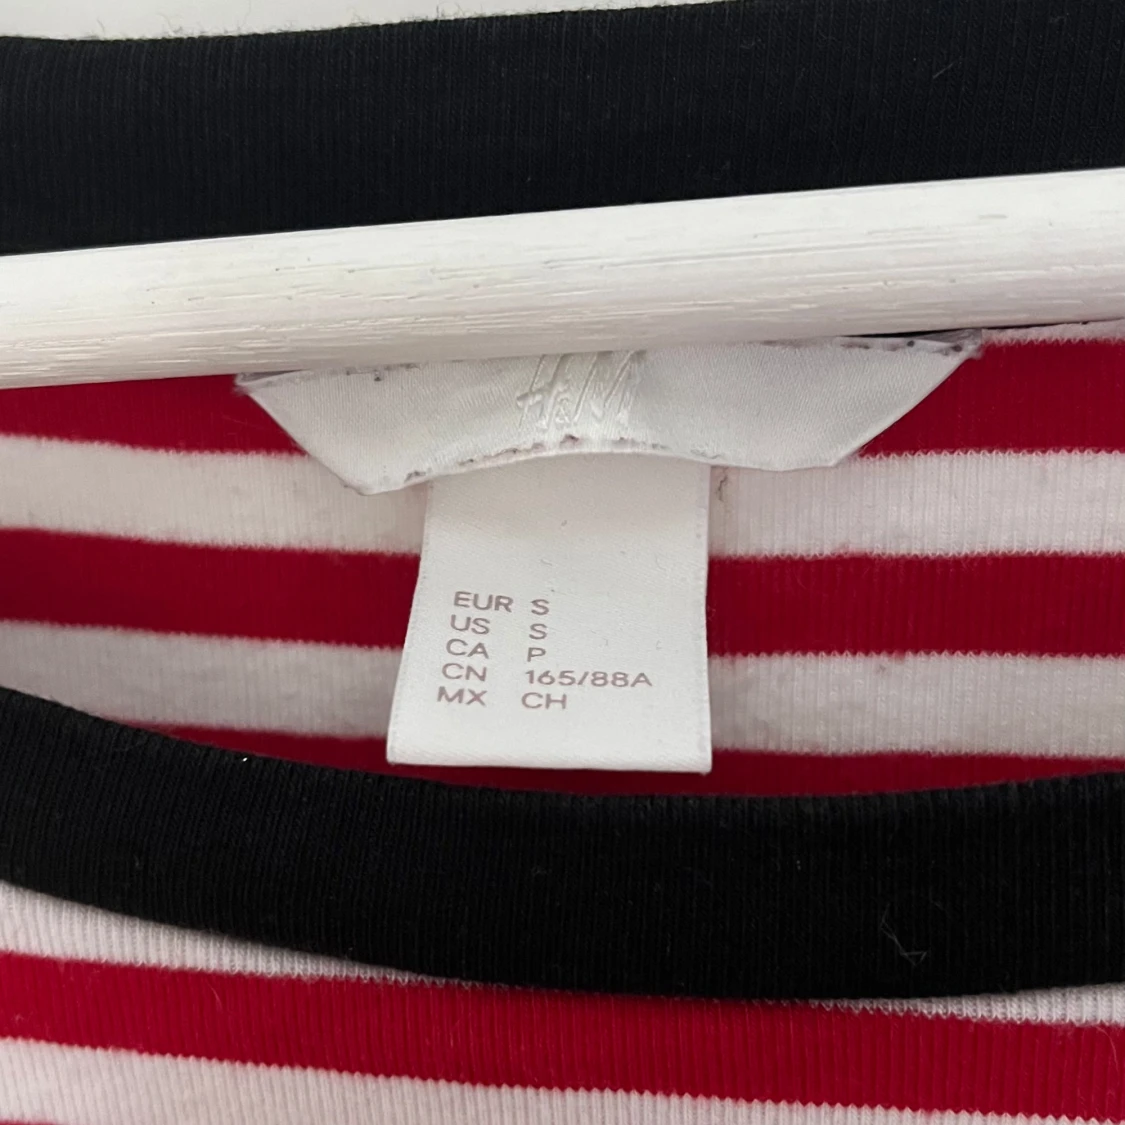 H&M
EUR S
US S
CA P
CN 165/88A
MX CH